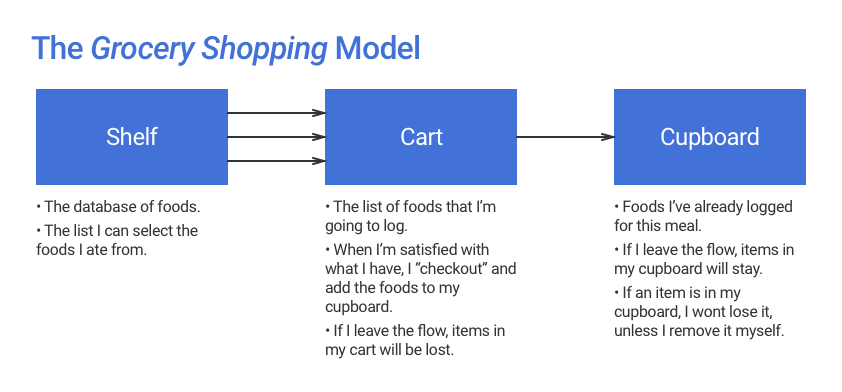 The Grocery Shopping Model
Shelf
Cart
Cupboard
• The database of foods.
• The list I can select the
foods I ate from.
• The list of foods that I’m
going to log.
• When I’m satisfied with
what I have, I “checkout” and
add the foods to my
cupboard.
• If I leave the flow, items in
my cart will be lost.
• Foods I’ve already logged
for this meal.
• If I leave the flow, items in
my cupboard will stay.
• If an item is in my
cupboard, I wont lose it,
unless I remove it myself.